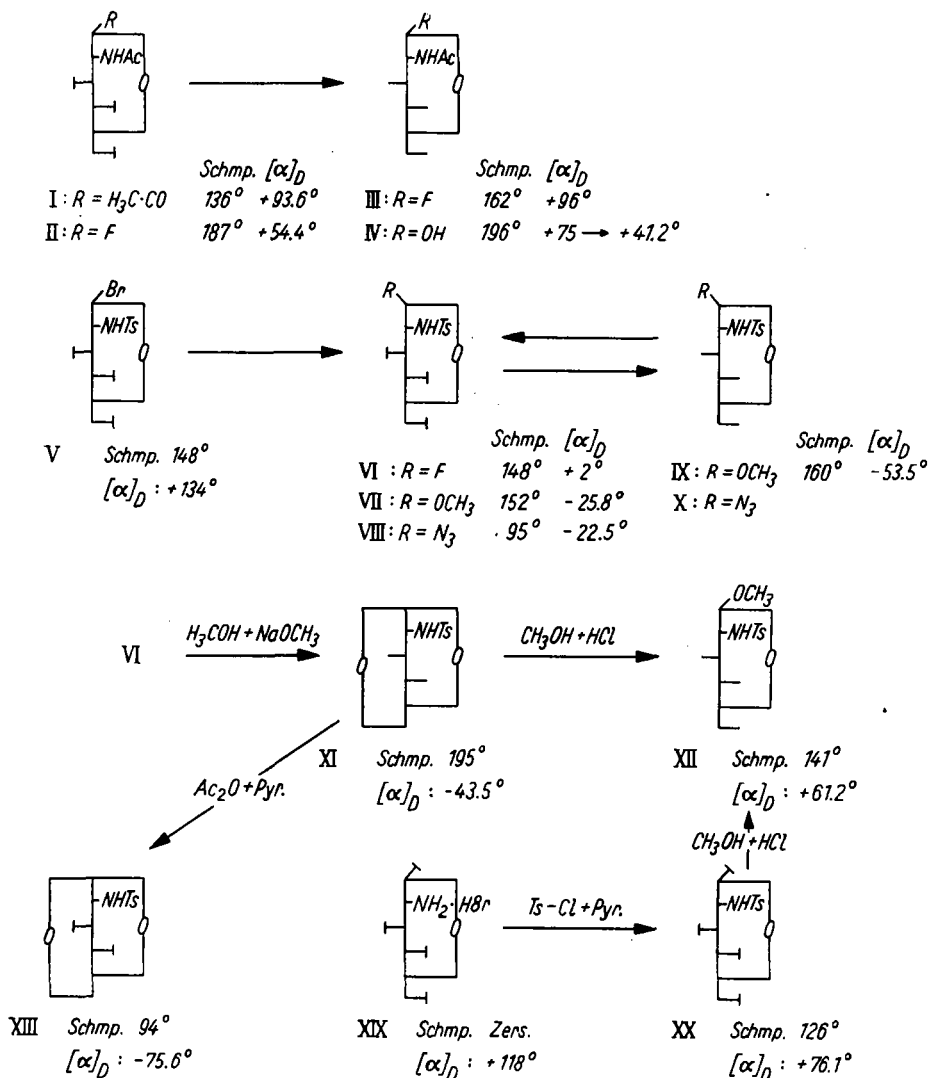 R R
NHAc NHAc
O O
Schmp. [α]D Schmp. [α]D
I : R = H₃C·CO 136° +93.6° III : R = F 162° +96°
II : R = F 187° +54.4° IV : R = OH 196° +75 → +41.2°
Br R R
NHTs NHTs NHTs
O O O
V Schmp. 148° Schmp. [α]D Schmp. [α]D
[α]D : +134° VI : R = F 148° +2° IX : R = OCH₃ 160° -53.5°
VII : R = OCH₃ 152° -25.8° X : R = N₃
VIII : R = N₃ 95° -22.5°
OCH₃
VI H₃COH + NaOCH₃ NHTs CH₃OH + HCl NHTs
O O O
XI Schmp. 195° XII Schmp. 141°
Ac₂O + Pyr. [α]D : -43.5° [α]D : +61.2°
CH₃OH + HCl
NHTs NH₂·HBr Ts-Cl + Pyr. NHTs
O O O O
XIII Schmp. 94° XIX Schmp. Zers. XX Schmp. 126°
[α]D : -75.6° [α]D : +118° [α]D : +76.1°